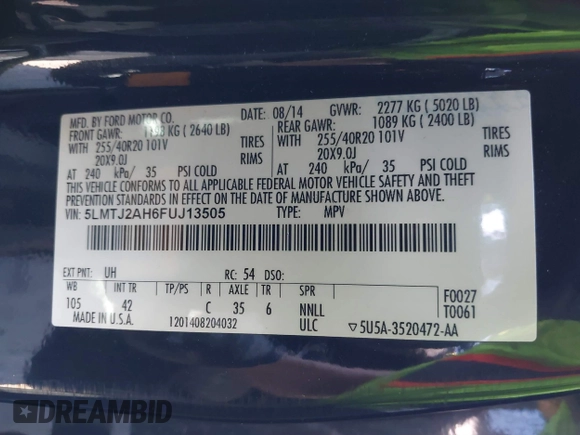 MFD. BY FORD MOTOR CO. 08/14 GVWR: 2277 KG ( 5020 LB)
FRONT GAWR: KG ( 2640 LB) REAR GAWR: 1089 KG ( 2400 LB)
WITH 255/40R20 101V TIRES WITH 255/40R20 101V TIRES
20X9.0J RIMS 20X9.0J RIMS
AT 240 kPa/ 35 PSI COLD AT 240 kPa/ 35 PSI COLD
THIS VEHICLE CONFORMS TO ALL APPLICABLE FEDERAL MOTOR VEHICLE SAFETY AND THEFT
PREVENTION STANDARDS IN EFFECT ON THE DATE OF MANUFACTURE SHOWN ABOVE.
VIN: 5LMTJ2AH6FUJ13505 TYPE: MPV
EXT PNT: UH RC: 54 DSO:
WB INT TR TP/PS R AXLE TR SPR F0027
105 42 C 35 6 NNLL T0061
MADE IN U.S.A. 1201408204032 ULC 5U5A-3520472-AA
DREAMBID